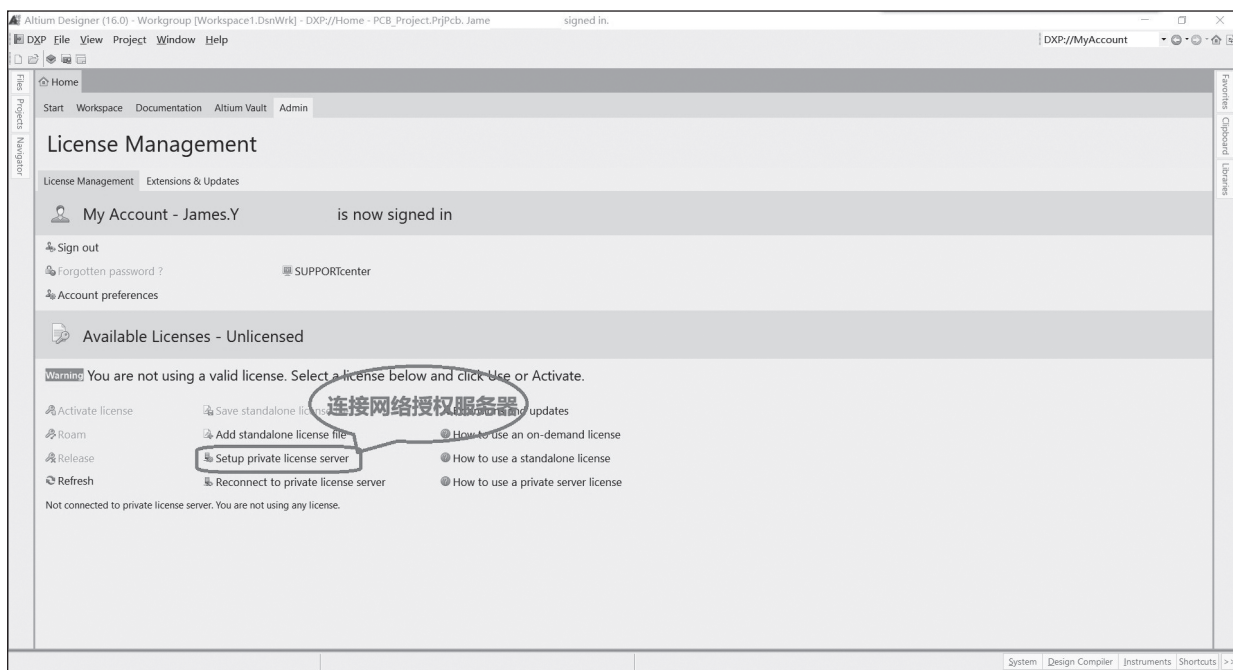 Altium Designer (16.0) - Workgroup [Workspace1.DsnWrk] - DXP://Home - PCB_Project.PrjPcb. Jame signed in.
DXP File View Project Window Help
DXP://MyAccount
Files
Projects
Navigator
Home
Start Workspace Documentation Altium Vault Admin
License Management
License Management Extensions & Updates
My Account - James.Y is now signed in
Sign out
Forgotten password ? SUPPORTcenter
Account preferences
Available Licenses - Unlicensed
Warning You are not using a valid license. Select a license below and click Use or Activate.
连接网络授权服务器
Activate license Save standalone license and updates
Roam Add standalone license file How to use an on-demand license
Release Setup private license server How to use a standalone license
Refresh Reconnect to private license server How to use a private server license
Not connected to private license server. You are not using any license.
Favorites
Clipboard
Libraries
System Design Compiler Instruments Shortcuts >>